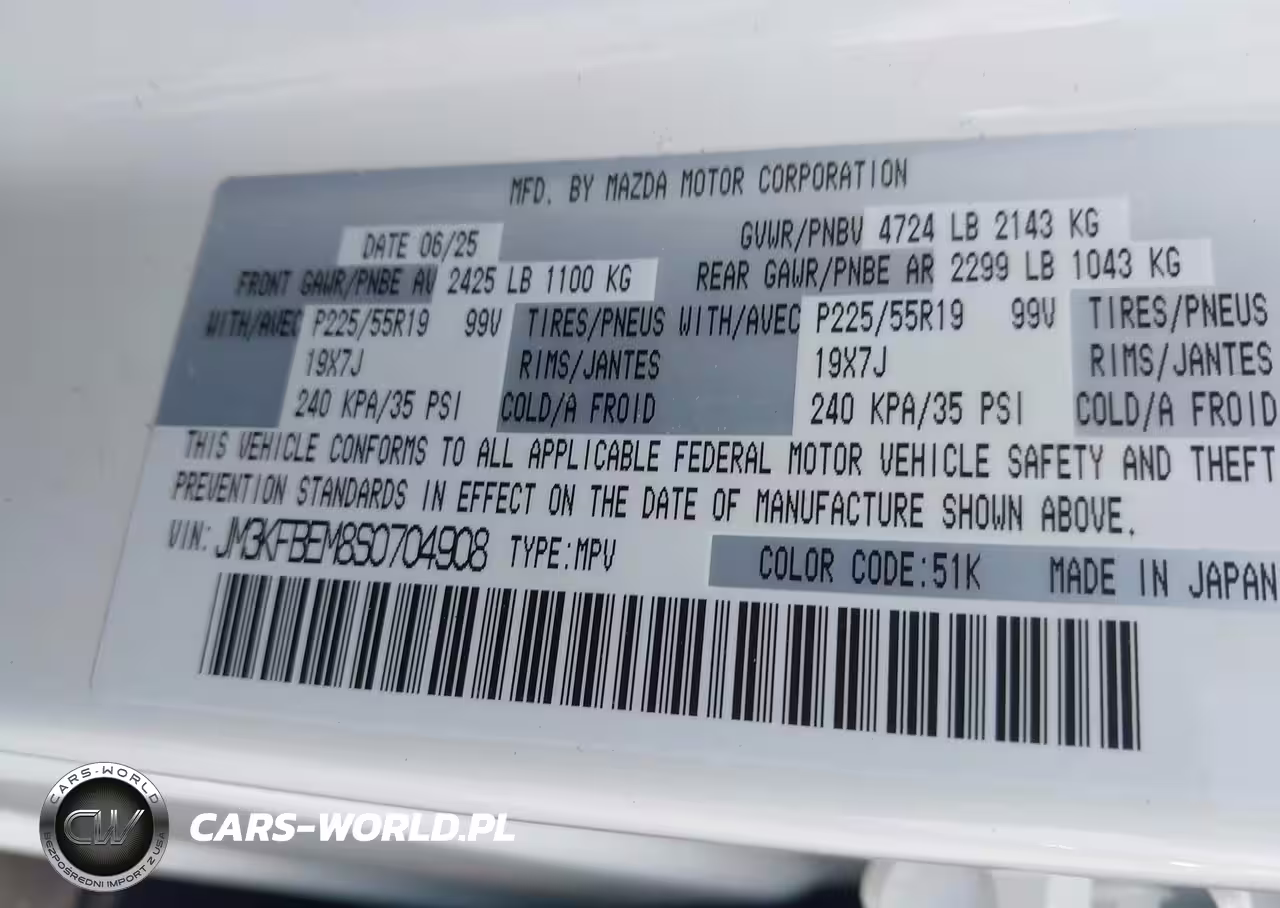 MFD. BY MAZDA MOTOR CORPORATION
DATE 06/25 GVWR/PNBV 4724 LB 2143 KG
FRONT GAWR/PNBE AV 2425 LB 1100 KG REAR GAWR/PNBE AR 2299 LB 1043 KG
WITH/AVEC P225/55R19 99V TIRES/PNEUS WITH/AVEC P225/55R19 99V TIRES/PNEUS
19X7J RIMS/JANTES 19X7J RIMS/JANTES
240 KPA/35 PSI COLD/A FROID 240 KPA/35 PSI COLD/A FROID
THIS VEHICLE CONFORMS TO ALL APPLICABLE FEDERAL MOTOR VEHICLE SAFETY AND THEFT
PREVENTION STANDARDS IN EFFECT ON THE DATE OF MANUFACTURE SHOWN ABOVE.
VIN: JM3KFBEM8S0704908 TYPE:MPV COLOR CODE:51K MADE IN JAPAN
CARS-WORLD
CW
BEZPOŚREDNI IMPORT Z USA
CARS-WORLD.PL